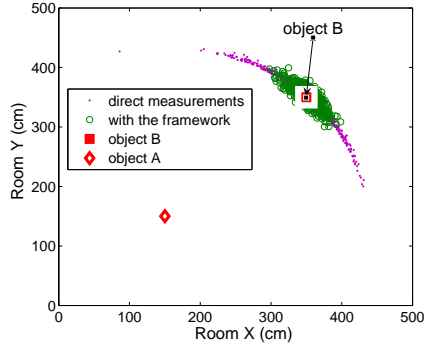 object B
500
400
300
200
100
0
Room Y (cm)
direct measurements
with the framework
object B
object A
0
100
200
300
400
500
Room X (cm)